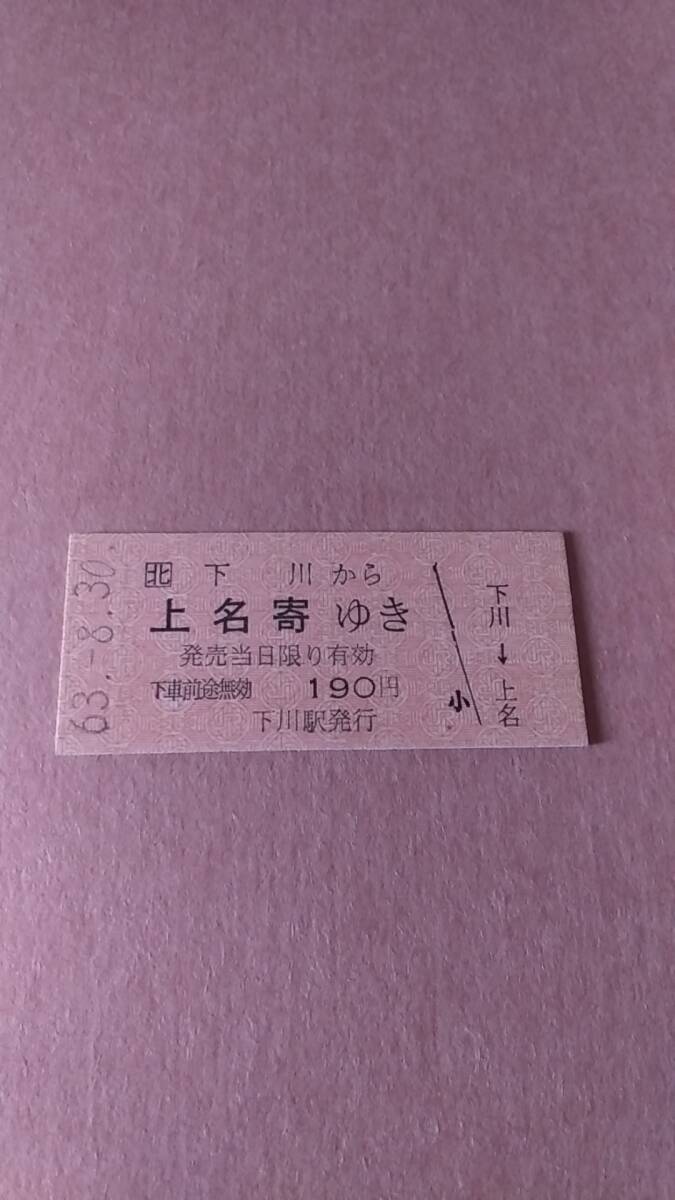 63.-8.30.
北 下川から
上名寄ゆき
発売当日限り有効
下車前途無効 190円
下川駅発行
小
下川→上名